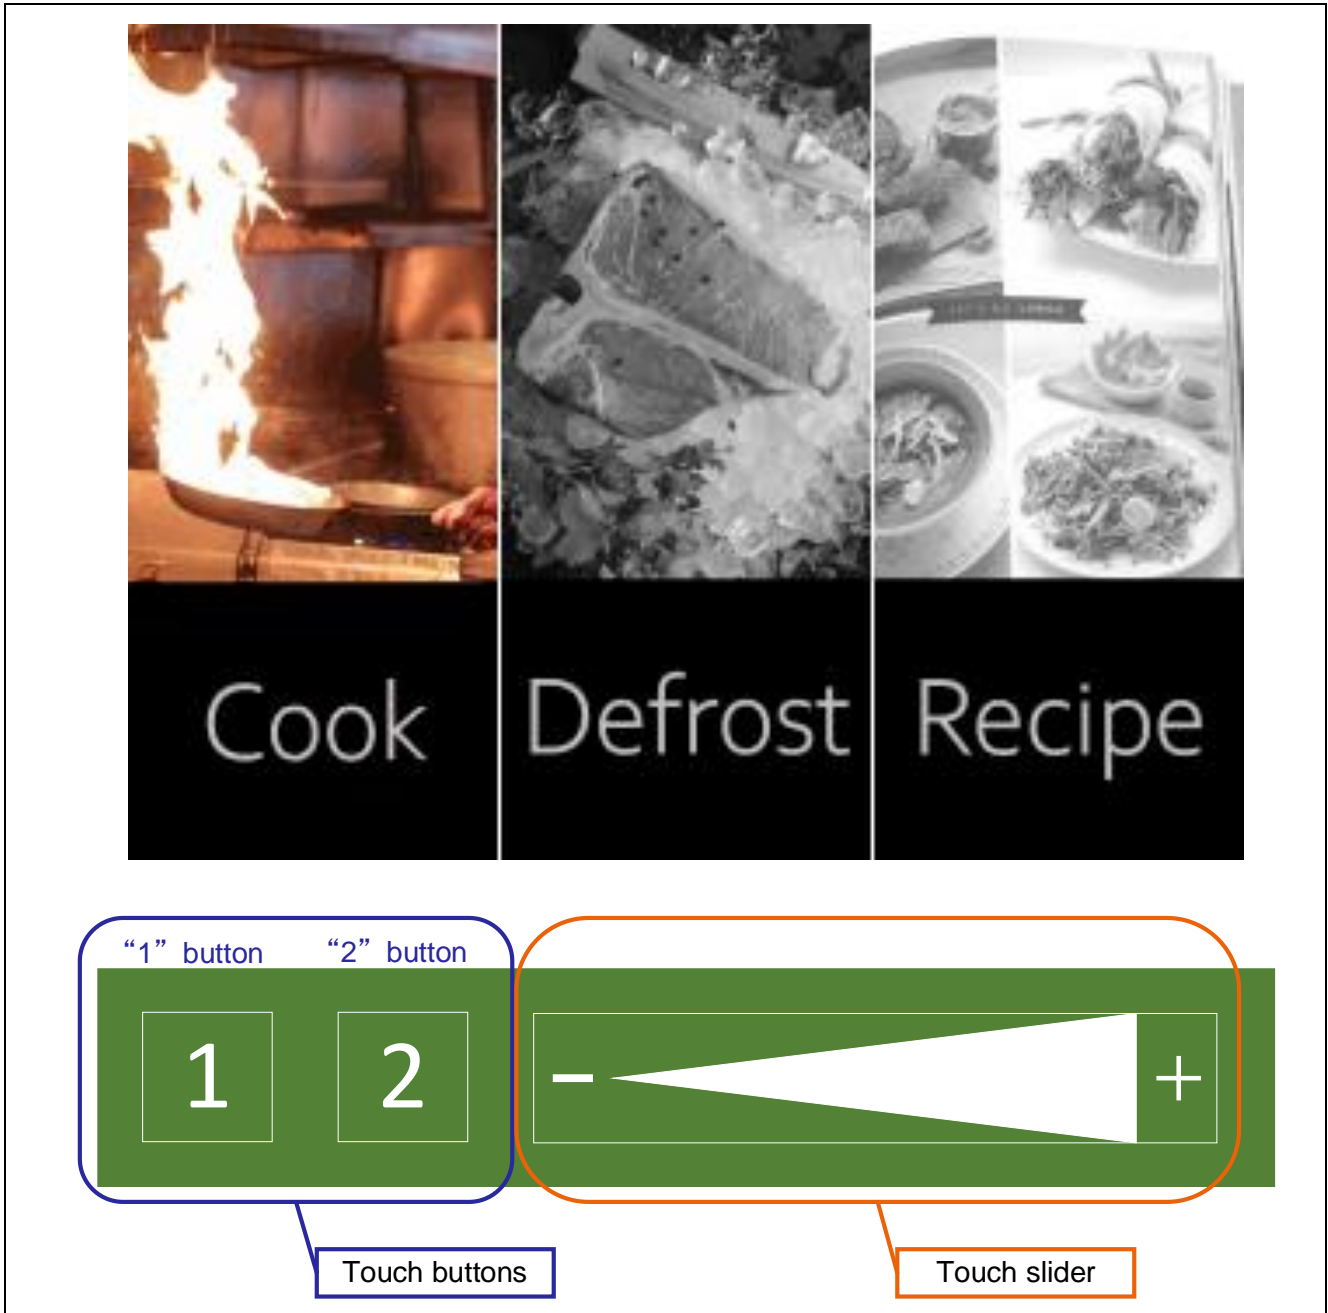 Cook Defrost Recipe
“1” button “2” button
1 2 − +
Touch buttons Touch slider